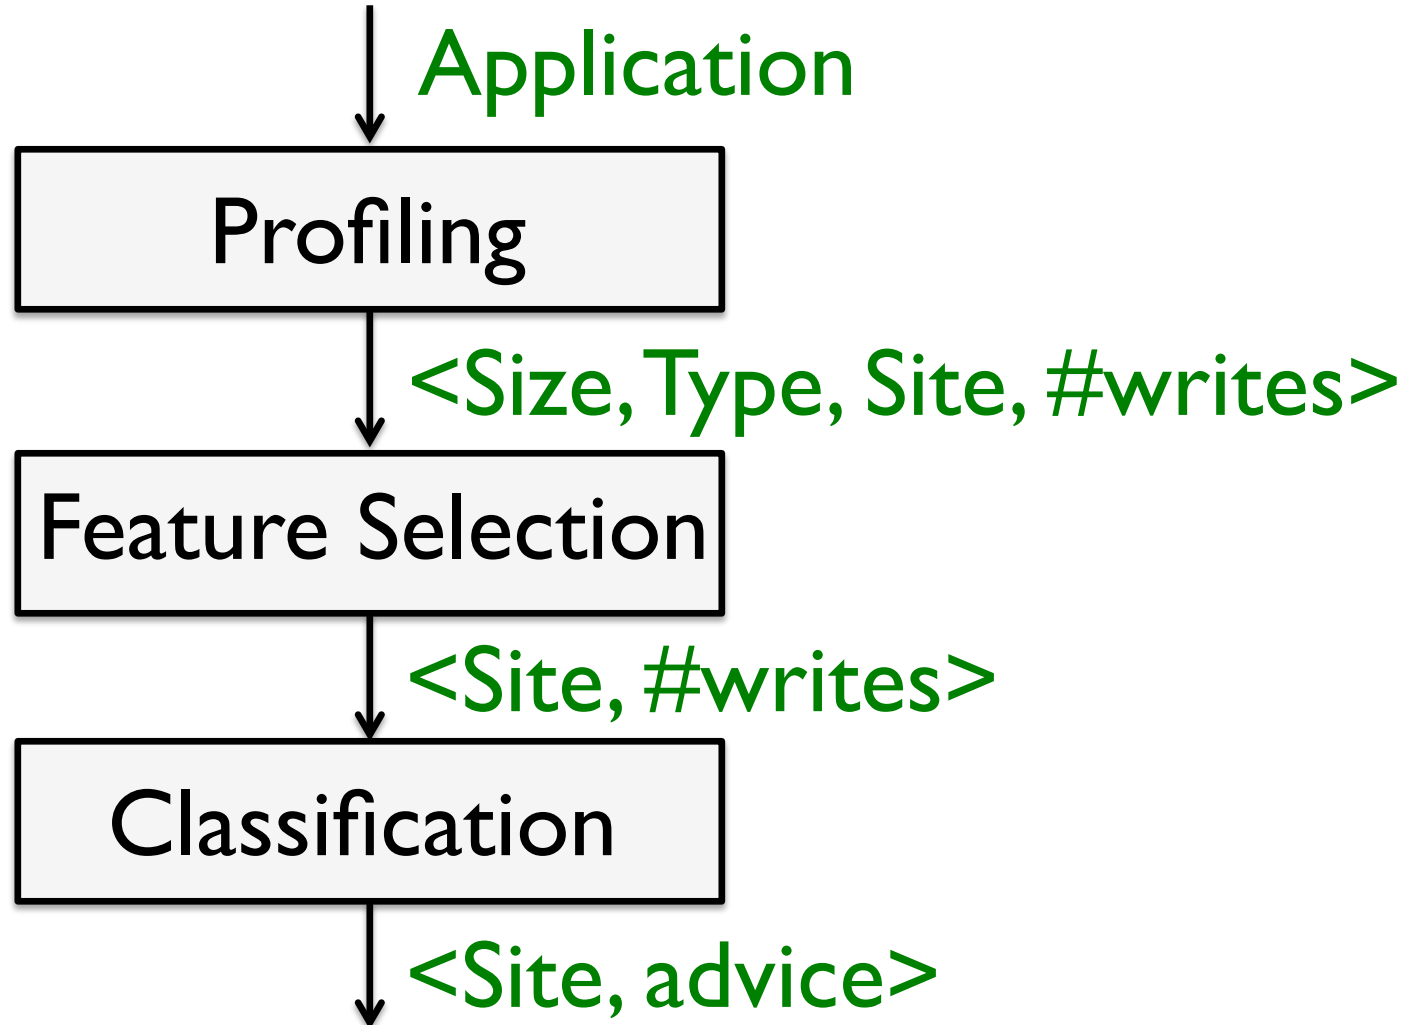 Application
Profiling
<Size, Type, Site, #writes>
Feature Selection
<Site, #writes>
Classification
<Site, advice>